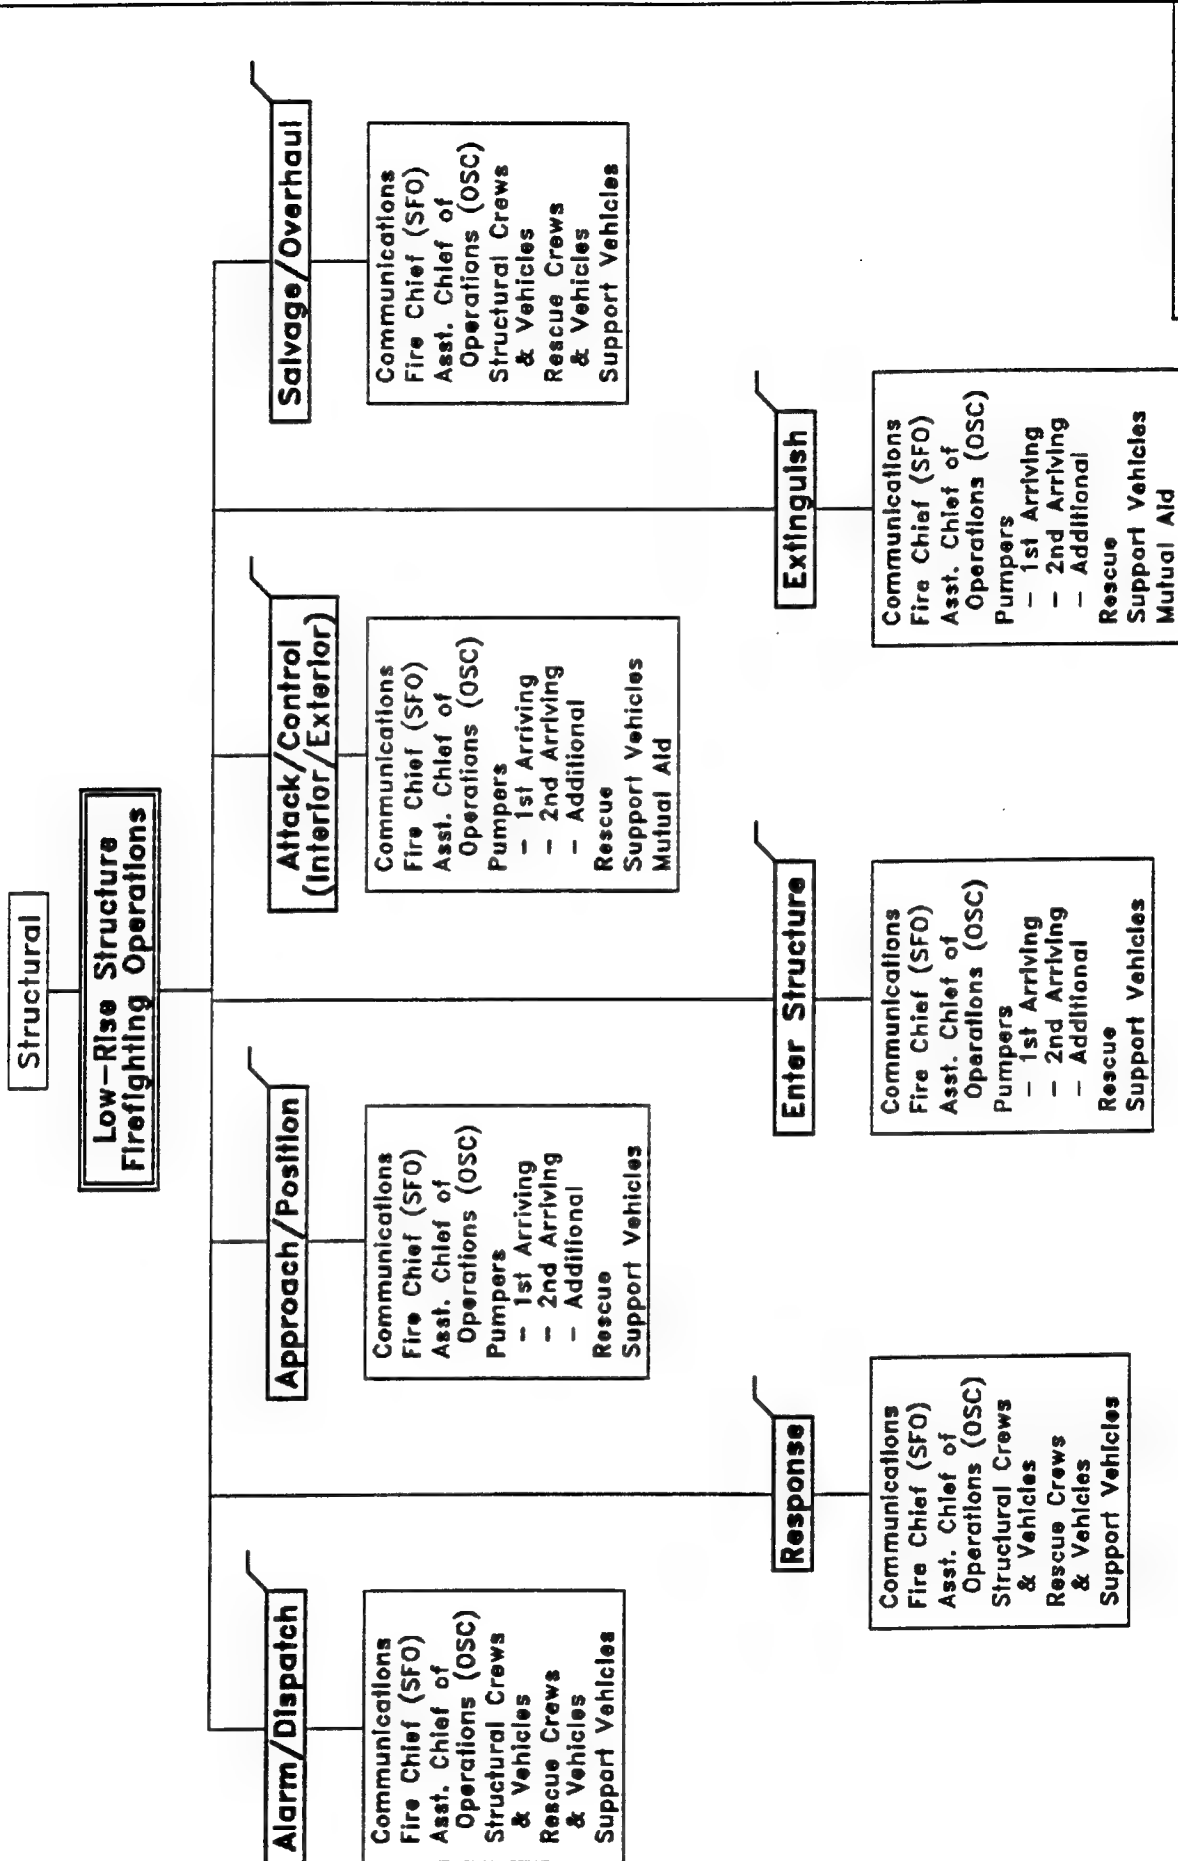 Structural
Low-Rise Structure
Firefighting Operations
Alarm/Dispatch
Communications
Fire Chief (SFO)
Asst. Chief of
Operations (OSC)
Structural Crews
& Vehicles
Rescue Crews
& Vehicles
Support Vehicles
Response
Communications
Fire Chief (SFO)
Asst. Chief of
Operations (OSC)
Structural Crews
& Vehicles
Rescue Crews
& Vehicles
Support Vehicles
Approach/Position
Communications
Fire Chief (SFO)
Asst. Chief of
Operations (OSC)
Pumpers
- 1st Arriving
- 2nd Arriving
- Additional
Rescue
Support Vehicles
Enter Structure
Communications
Fire Chief (SFO)
Asst. Chief of
Operations (OSC)
Pumpers
- 1st Arriving
- 2nd Arriving
- Additional
Rescue
Support Vehicles
Attack/Control
(Interior/Exterior)
Communications
Fire Chief (SFO)
Asst. Chief of
Operations (OSC)
Pumpers
- 1st Arriving
- 2nd Arriving
- Additional
Rescue
Support Vehicles
Mutual Aid
Extinguish
Communications
Fire Chief (SFO)
Asst. Chief of
Operations (OSC)
Pumpers
- 1st Arriving
- 2nd Arriving
- Additional
Rescue
Support Vehicles
Mutual Aid
Salvage/Overhaul
Communications
Fire Chief (SFO)
Asst. Chief of
Operations (OSC)
Structural Crews
& Vehicles
Rescue Crews
& Vehicles
Support Vehicles